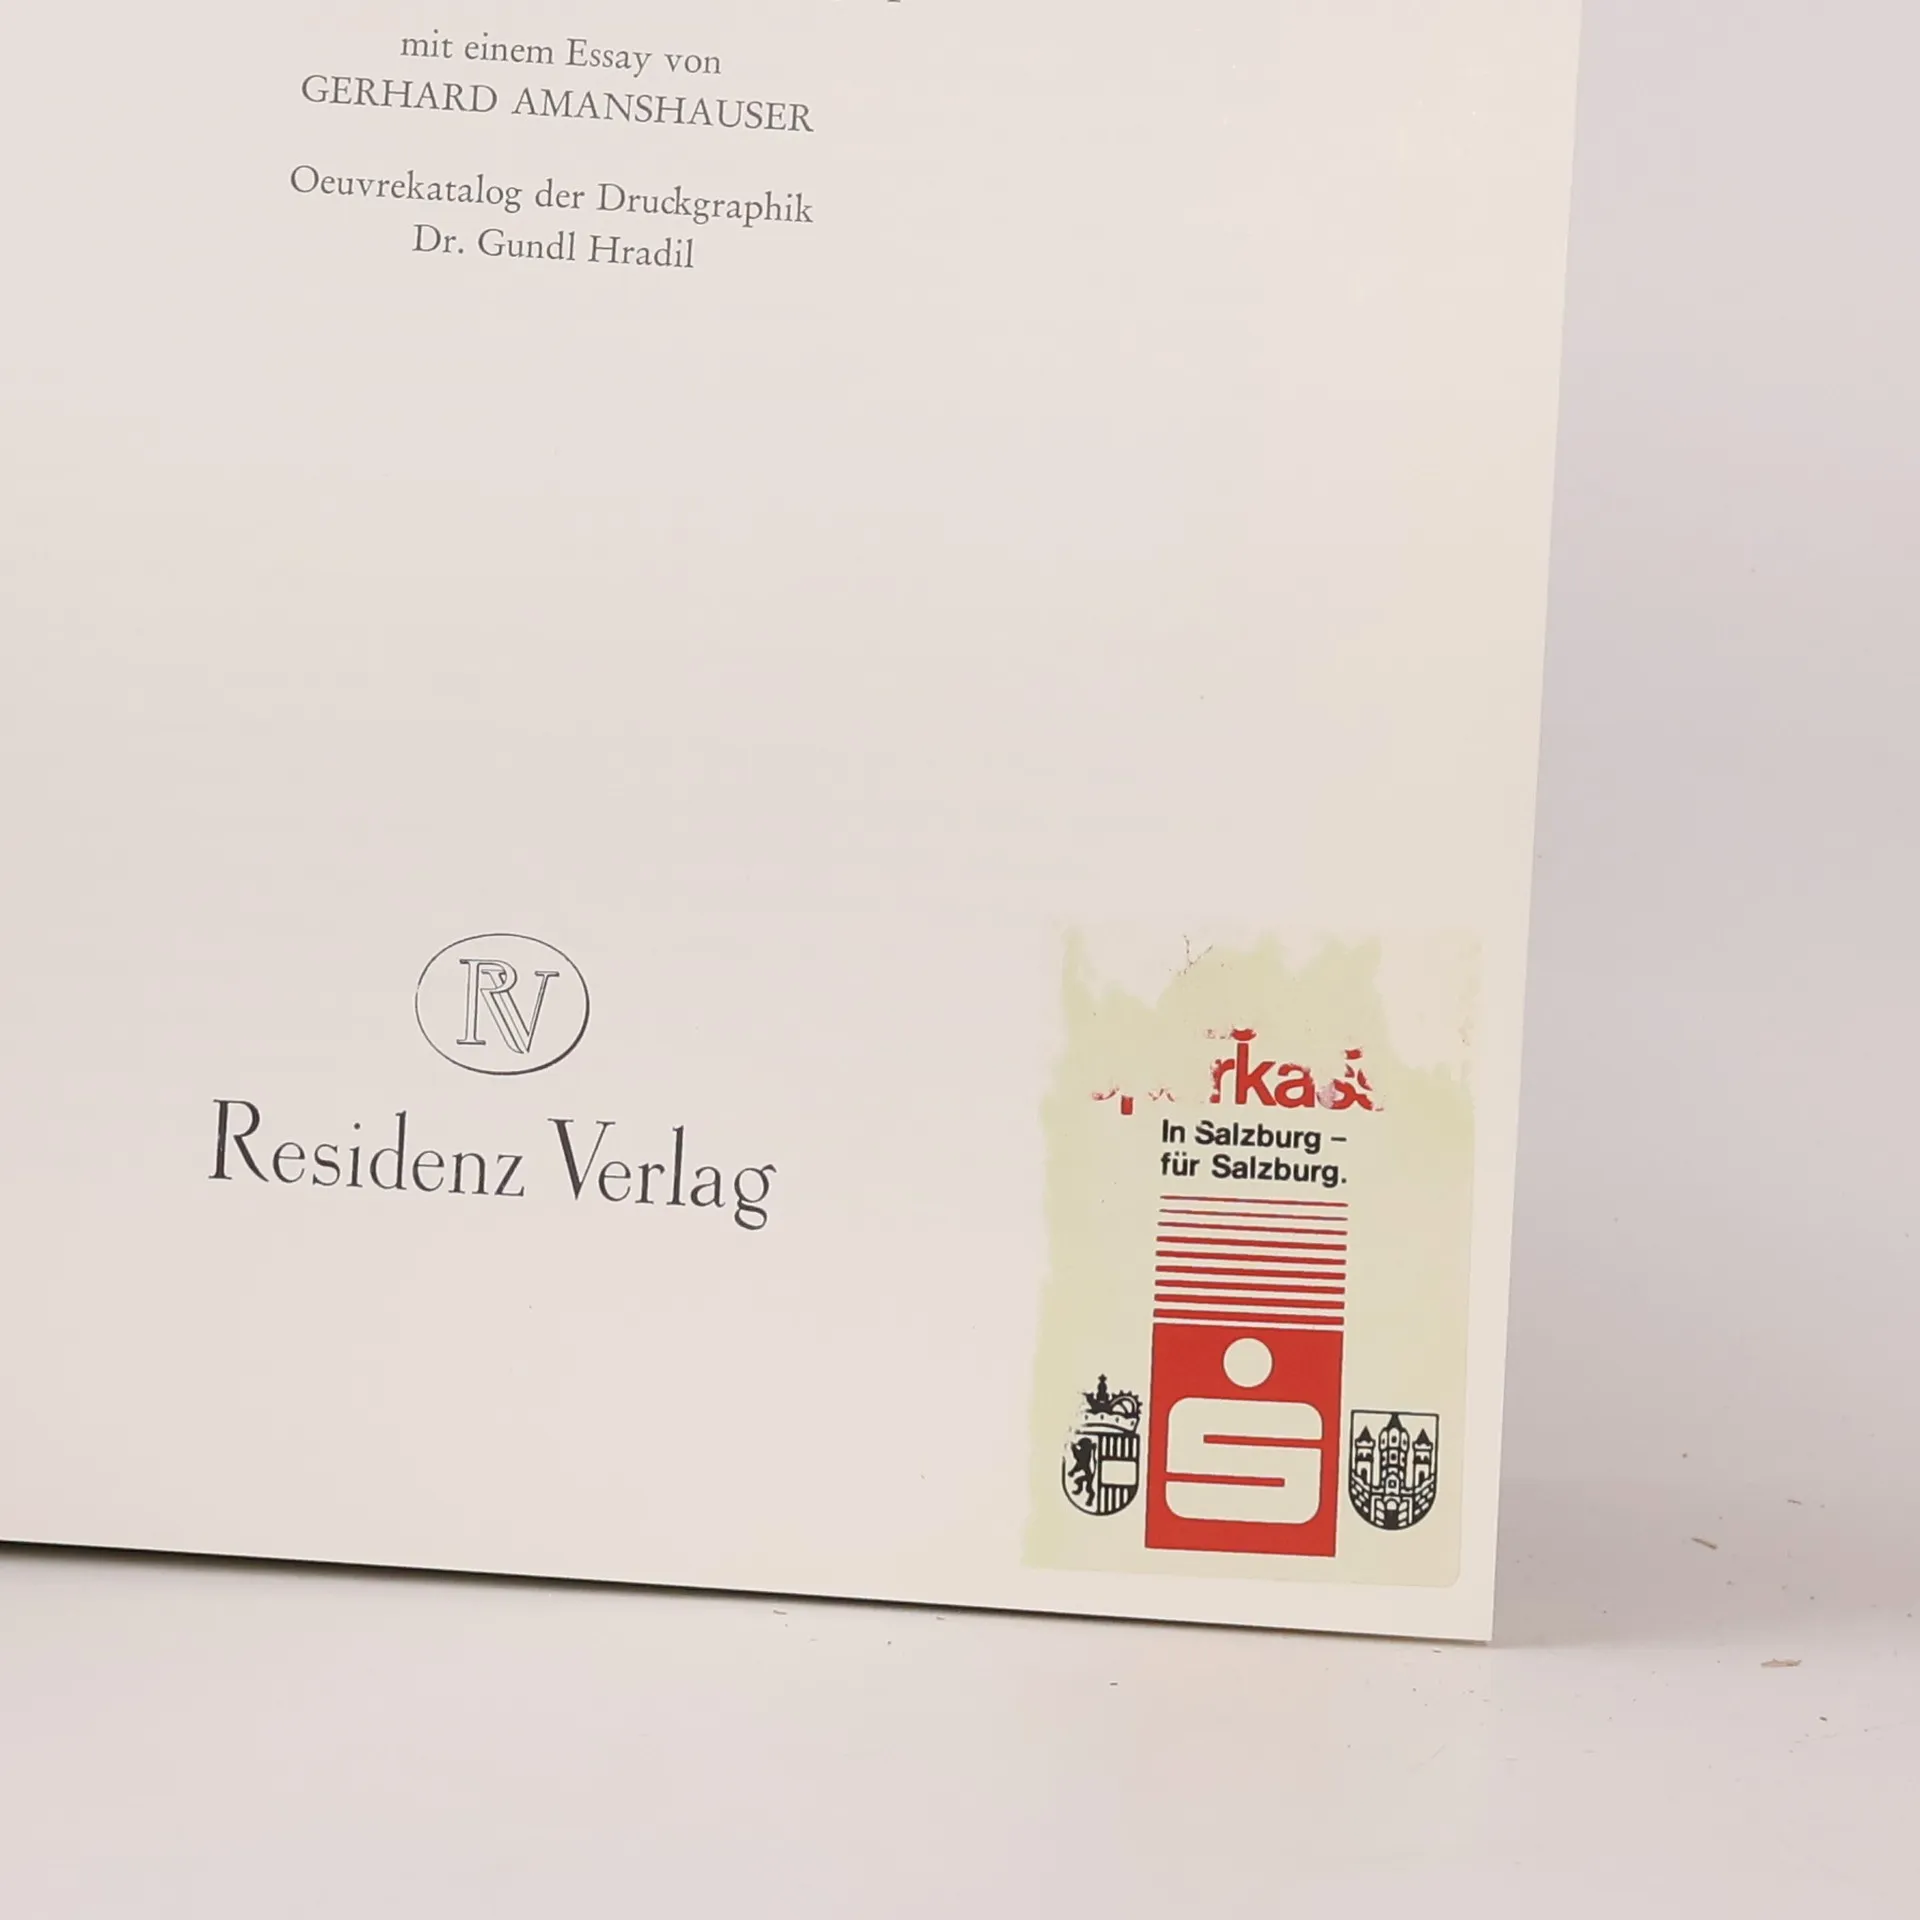 mit einem Essay von
GERHARD AMANSHAUSER
Oeuvrekatalog der Druckgraphik
Dr. Gundl Hradil
RV
Residenz Verlag
In Salzburg –
für Salzburg.
S